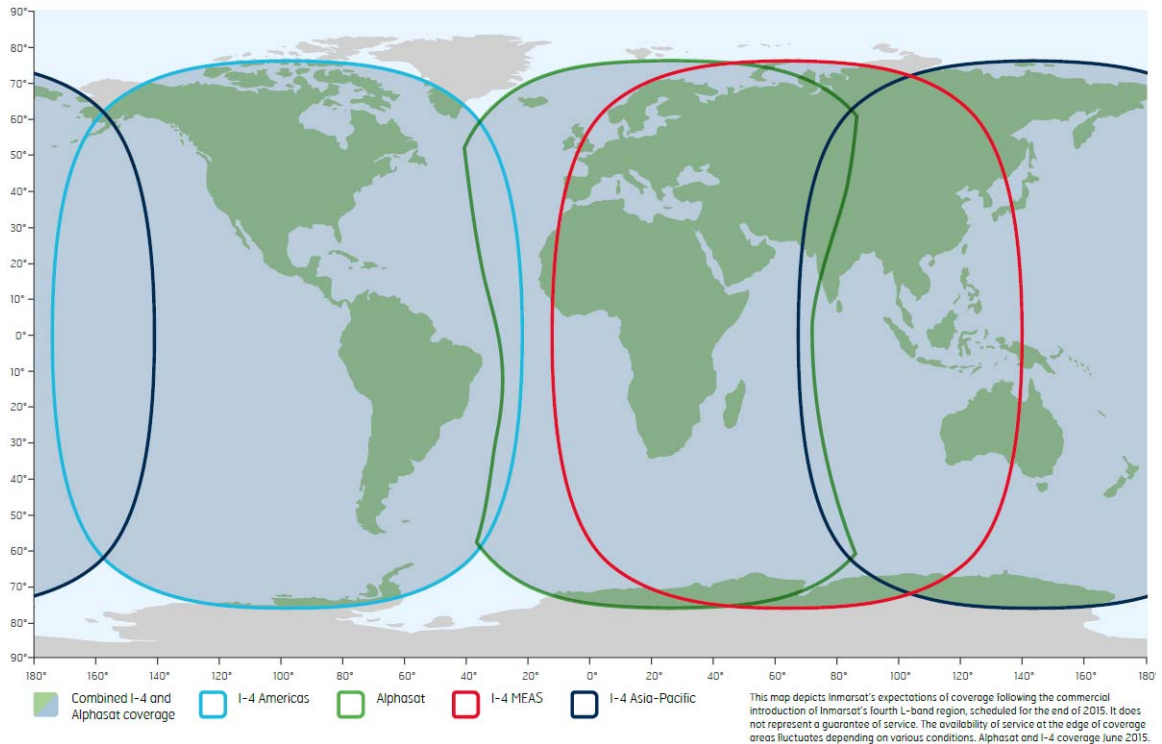 90°
80°
70°
60°
50°
40°
30°
20°
10°
0°
10°
20°
30°
40°
50°
60°
70°
80°
90°
180° 160° 140° 120° 100° 80° 60° 40° 20° 0° 20° 40° 60° 80° 100° 120° 140° 160° 180°
Combined I-4 and
Alphasat coverage
I-4 Americas
Alphasat
I-4 MEAS
I-4 Asia-Pacific
This map depicts Inmarsat's expectations of coverage following the commercial
introduction of Inmarsat's fourth L-band region, scheduled for the end of 2015. It does
not represent a guarantee of service. The availability of service at the edge of coverage
areas fluctuates depending on various conditions. Alphasat and I-4 coverage June 2015.